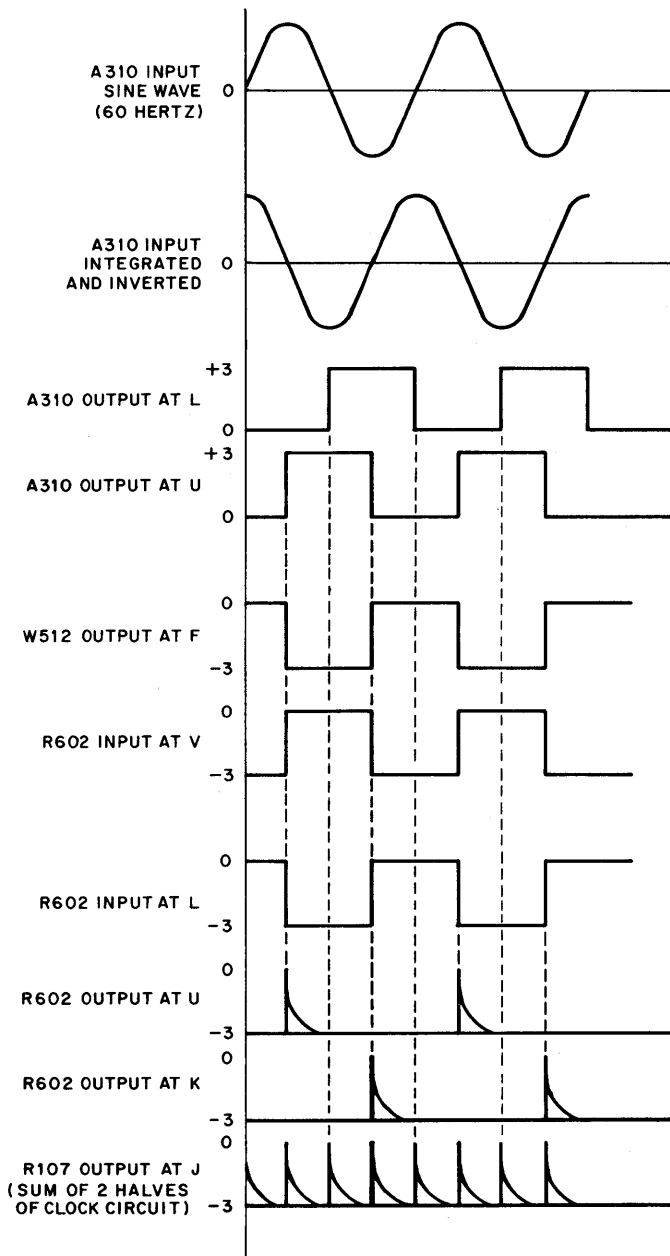 A310 INPUT
SINE WAVE
(60 HERTZ)
0
A310 INPUT
INTEGRATED
AND INVERTED
0
+3
A310 OUTPUT AT L
0
+3
A310 OUTPUT AT U
0
0
W512 OUTPUT AT F
-3
0
R602 INPUT AT V
-3
0
R602 INPUT AT L
-3
0
R602 OUTPUT AT U
-3
0
R602 OUTPUT AT K
-3
0
R107 OUTPUT AT J
(SUM OF 2 HALVES
OF CLOCK CIRCUIT)
-3